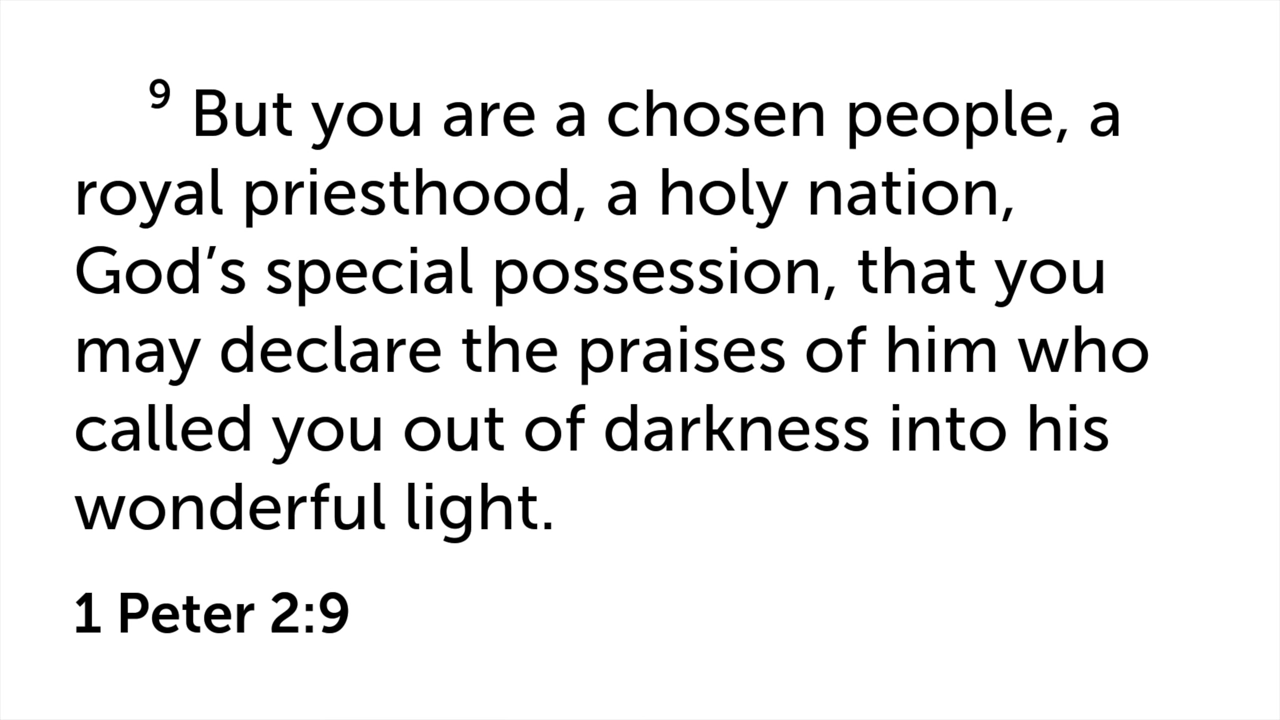 9 But you are a chosen people, a
royal priesthood, a holy nation,
God’s special possession, that you
may declare the praises of him who
called you out of darkness into his
wonderful light.
1 Peter 2:9